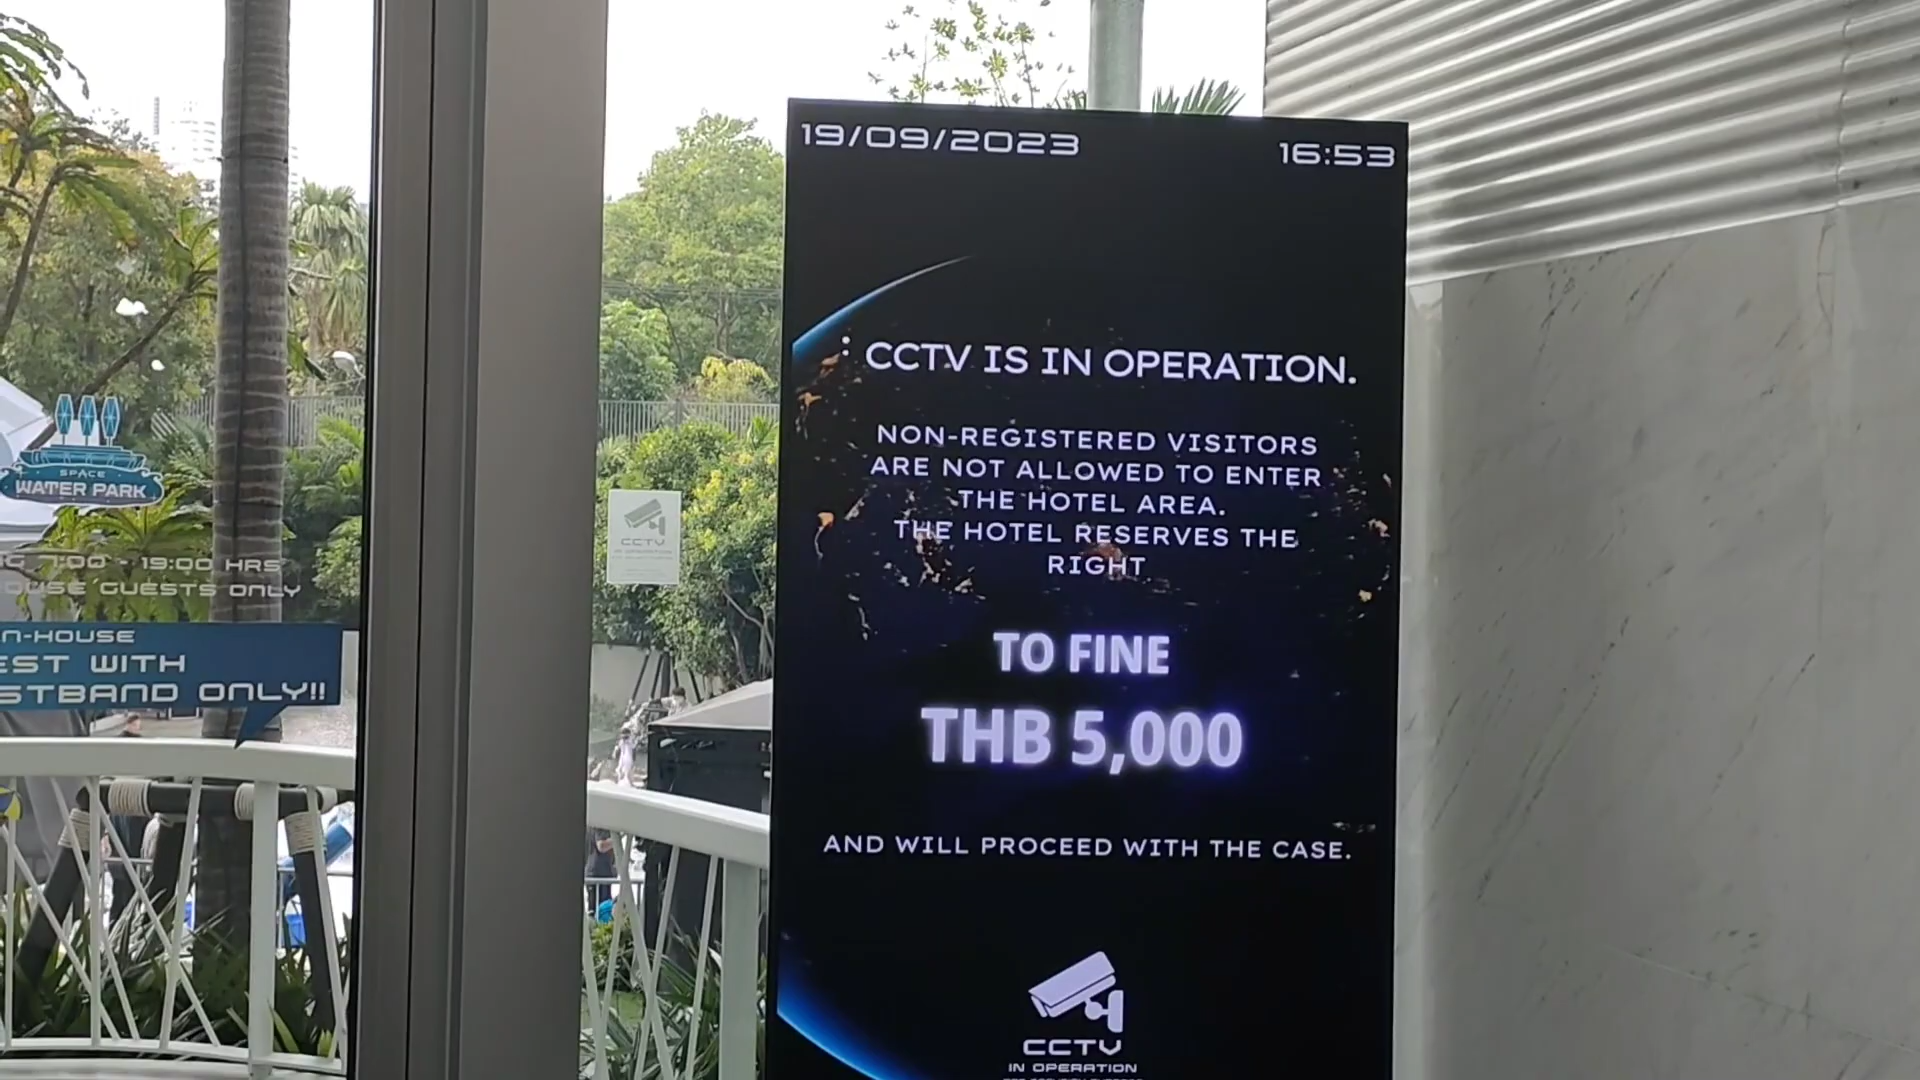 SPACE
WATER PARK
1:00 - 19:00 HRS
GUESTS ONLY
N-HOUSE
EST WITH
STBAND ONLY!!
CCTV
19/09/2023
16:53
CCTV IS IN OPERATION.
NON-REGISTERED VISITORS
ARE NOT ALLOWED TO ENTER
THE HOTEL AREA.
THE HOTEL RESERVES THE
RIGHT
TO FINE
THB 5,000
AND WILL PROCEED WITH THE CASE.
CCTV
IN OPERATION